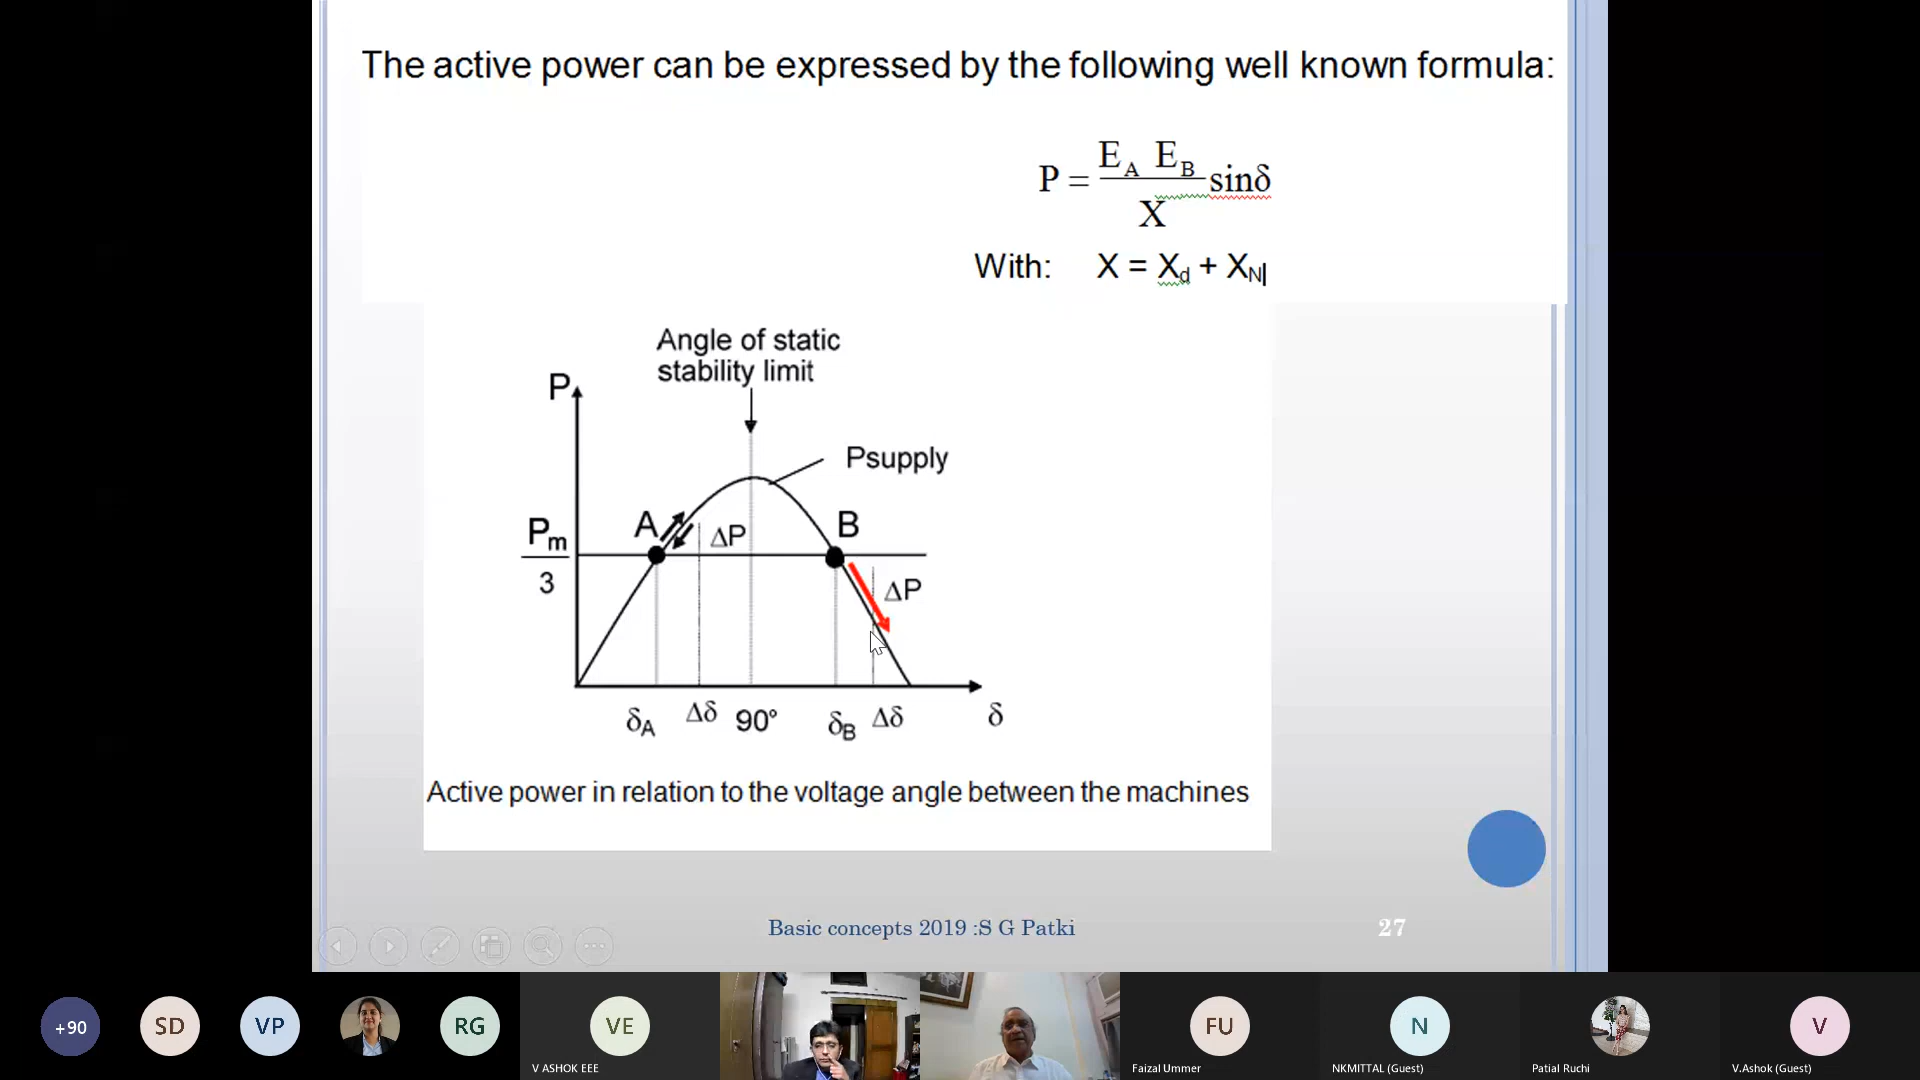 The active power can be expressed by the following well known formula:
P = E_A E_B / X sinδ
With: X = X_d + X_N
Angle of static
stability limit
P
Psupply
A
ΔP
B
P_m / 3
ΔP
δ_A Δδ 90° δ_B Δδ δ
Active power in relation to the voltage angle between the machines
Basic concepts 2019 :S G Patki
27
+90
SD
VP
RG
VE
V ASHOK EEE
FU
Faizal Ummer
N
NKMITTAL (Guest)
Patial Ruchi
V
V.Ashok (Guest)